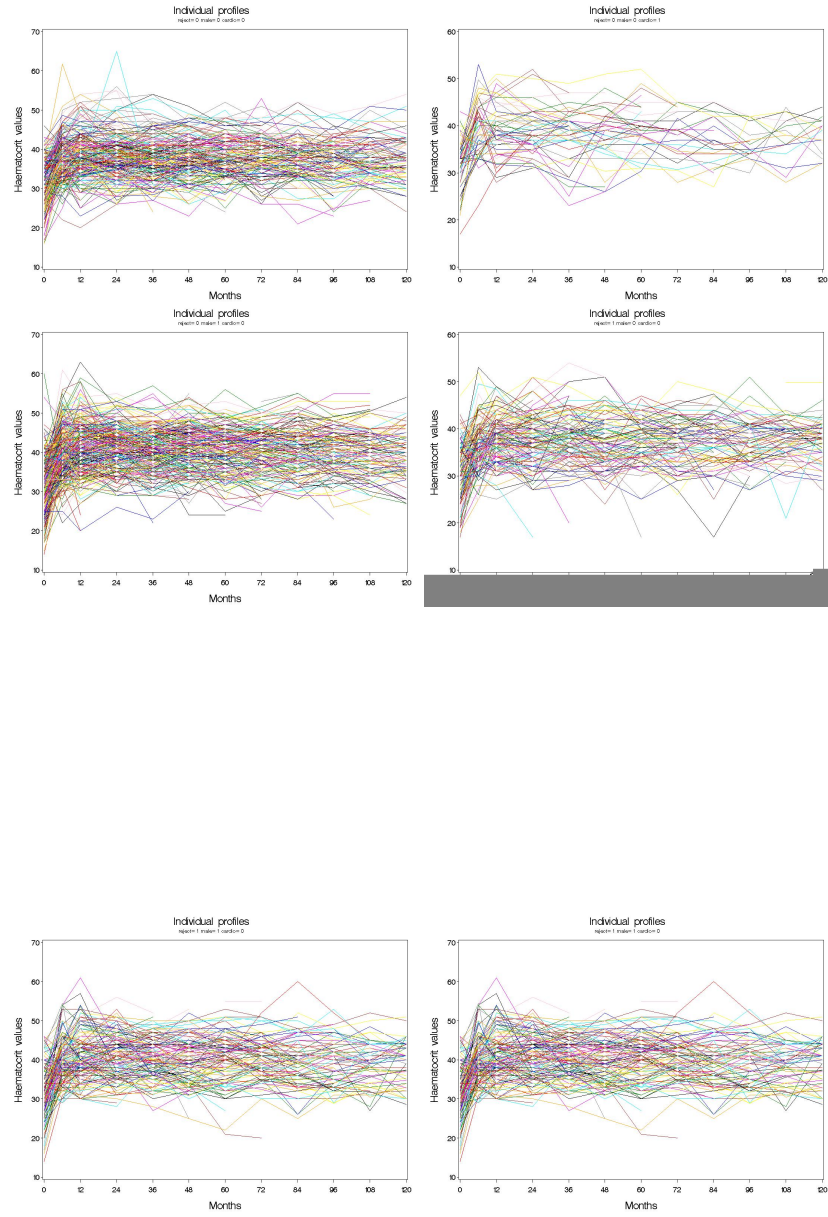 Individual profiles
reject= 0 male= 0 cardio= 0
70
60
50
40
30
20
10
Haematocrit values
0 12 24 36 48 60 72 84 96 108 120
Months
Individual profiles
reject= 0 male= 0 cardio= 1
60
50
40
30
20
10
Haematocrit values
0 12 24 36 48 60 72 84 96 108 120
Months
Individual profiles
reject= 0 male= 1 cardio= 0
70
60
50
40
30
20
10
Haematocrit values
0 12 24 36 48 60 72 84 96 108 120
Months
Individual profiles
reject= 1 male= 0 cardio= 0
60
50
40
30
20
10
Haematocrit values
Individual profiles
reject= 1 male= 1 cardio= 0
70
60
50
40
30
20
10
Haematocrit values
0 12 24 36 48 60 72 84 96 108 120
Months
Individual profiles
reject= 1 male= 1 cardio= 0
70
60
50
40
30
20
10
Haematocrit values
0 12 24 36 48 60 72 84 96 108 120
Months